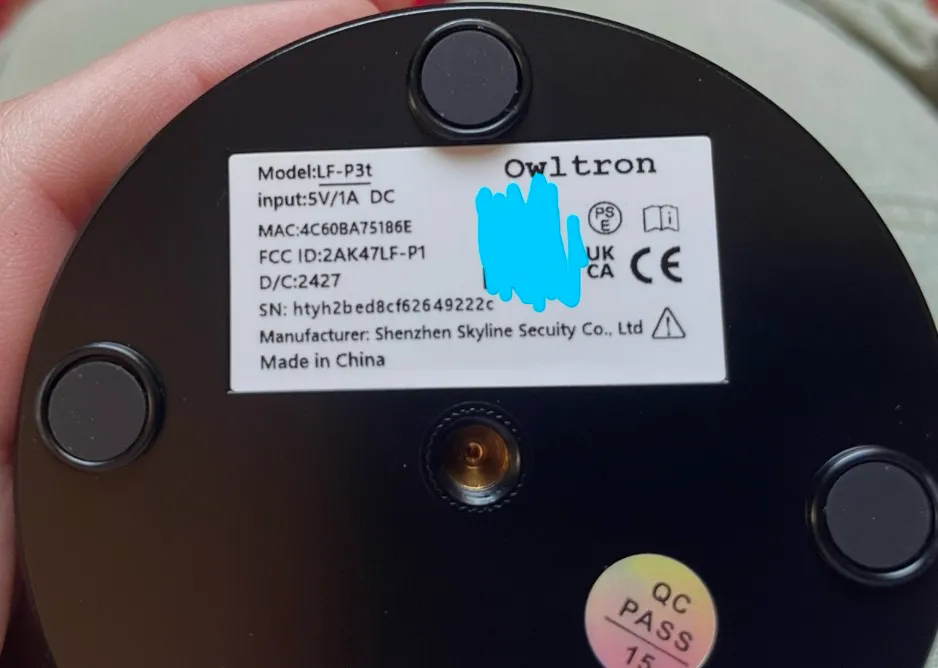 Owltron
Model:LF-P3t
input:5V/1A DC
MAC:4C60BA75186E
FCC ID:2AK47LF-P1
D/C:2427
SN: htyh2bed8cf62649222c
Manufacturer: Shenzhen Skyline Secuity Co., Ltd
Made in China
PS
E
UK
CA
CE
QC
PASS
15